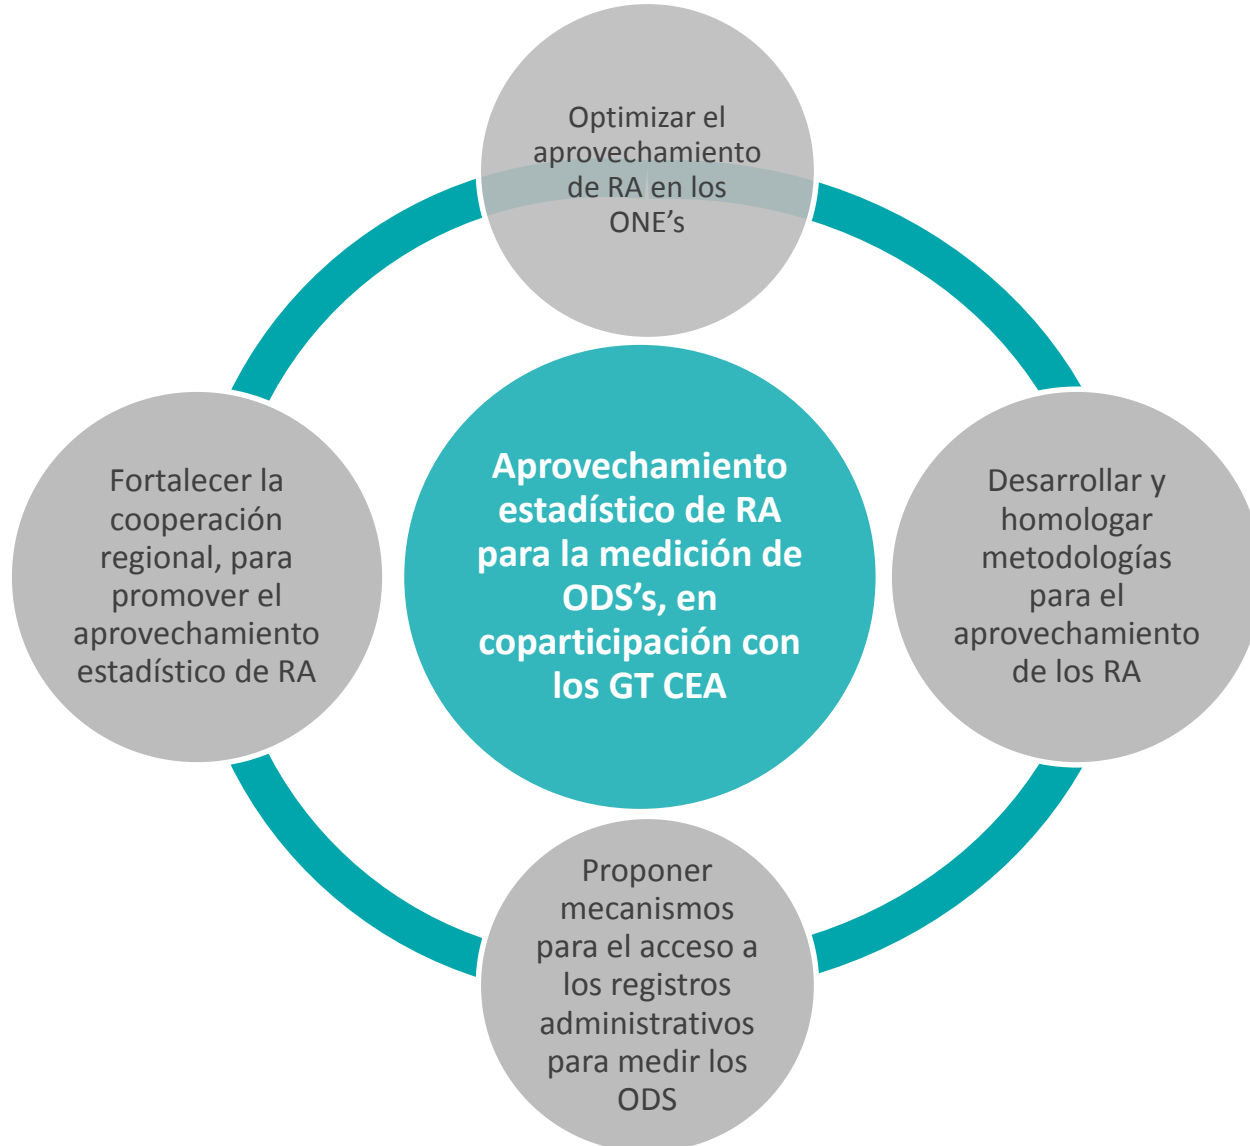 Optimizar el
aprovechamiento
de RA en los
ONE’s
Fortalecer la
cooperación
regional, para
promover el
aprovechamiento
estadístico de RA
Aprovechamiento
estadístico de RA
para la medición de
ODS’s, en
coparticipación con
los GT CEA
Desarrollar y
homologar
metodologías
para el
aprovechamiento
de los RA
Proponer
mecanismos
para el acceso a
los registros
administrativos
para medir los
ODS